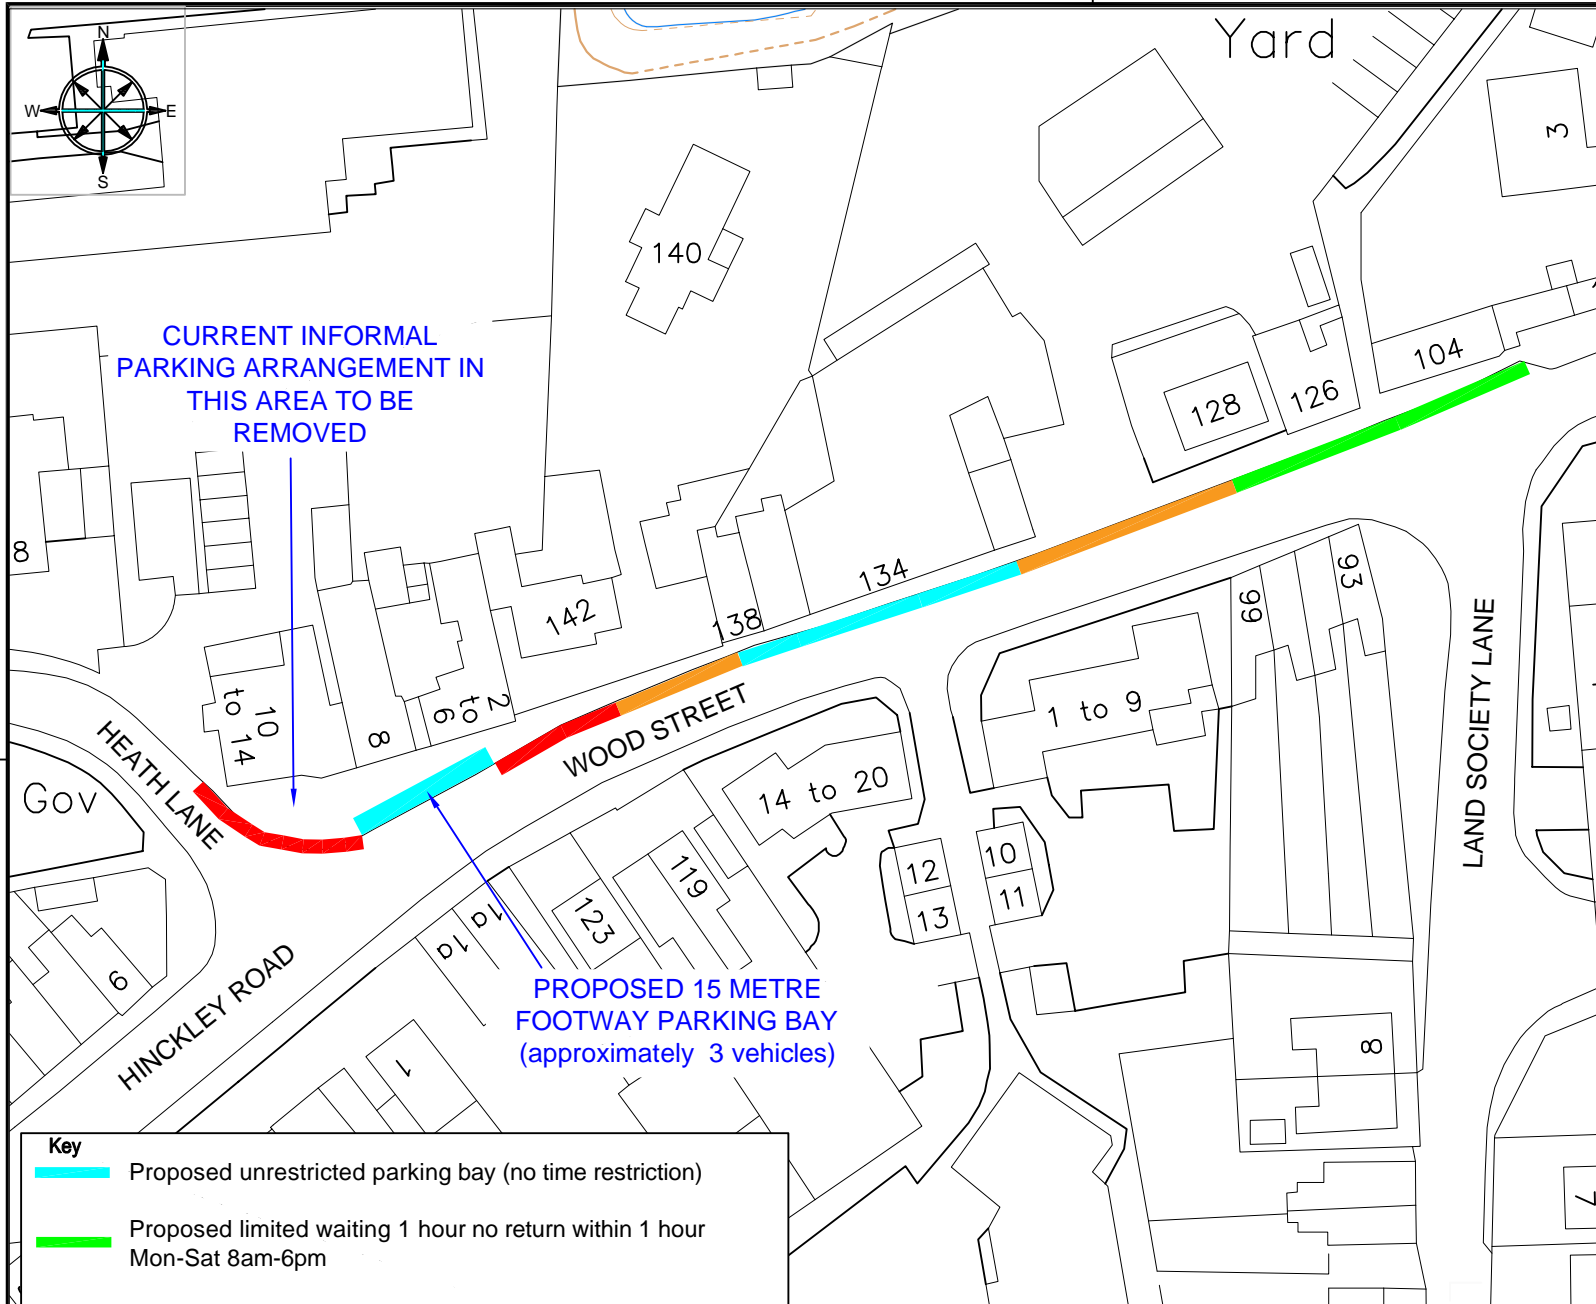 N
W
E
S
Yard
3
140
CURRENT INFORMAL
PARKING ARRANGEMENT IN
THIS AREA TO BE
REMOVED
104
128
126
8
134
142
138
93
99
2
to
6
10
to 14
8
1 to 9
HEATH LANE
WOOD STREET
LAND SOCIETY LANE
Gov
14 to 20
119
12
10
13
11
123
1a
1a
9
HINCKLEY ROAD
PROPOSED 15 METRE
FOOTWAY PARKING BAY
(approximately 3 vehicles)
1
8
7
Key
Proposed unrestricted parking bay (no time restriction)
Proposed limited waiting 1 hour no return within 1 hour
Mon-Sat 8am-6pm